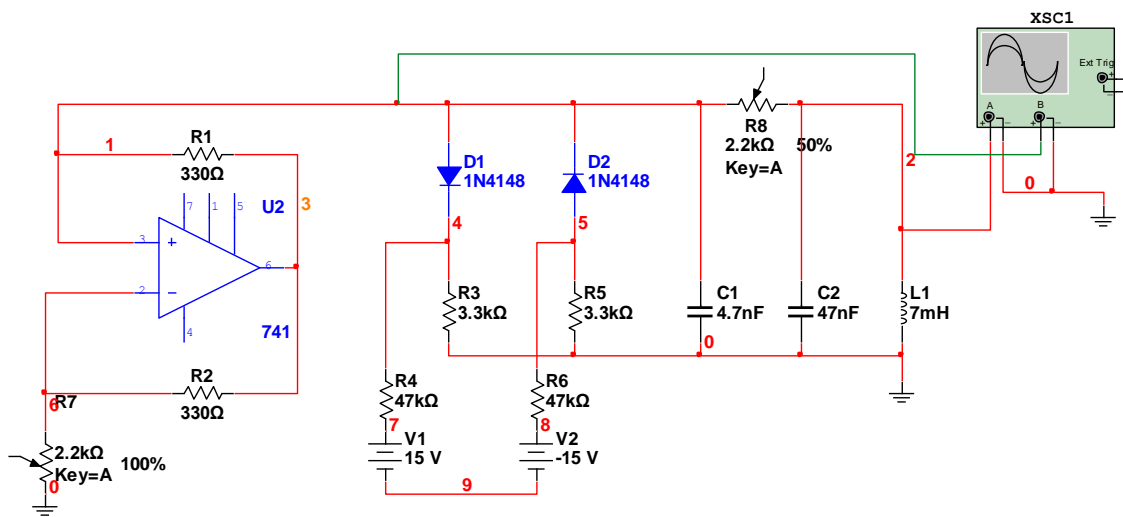 XSC1
Ext Trig
+
−
A
B
+ − + −
1
R1
330Ω
3
7 1 5
U2
3
+
2
−
6
4
741
R2
330Ω
6
R7
2.2kΩ
Key=A
100%
0
D1
1N4148
4
D2
1N4148
5
R3
3.3kΩ
R5
3.3kΩ
R4
47kΩ
7
V1
15 V
R6
47kΩ
8
V2
-15 V
9
R8
2.2kΩ
50%
Key=A
C1
4.7nF
0
C2
47nF
L1
7mH
2
0